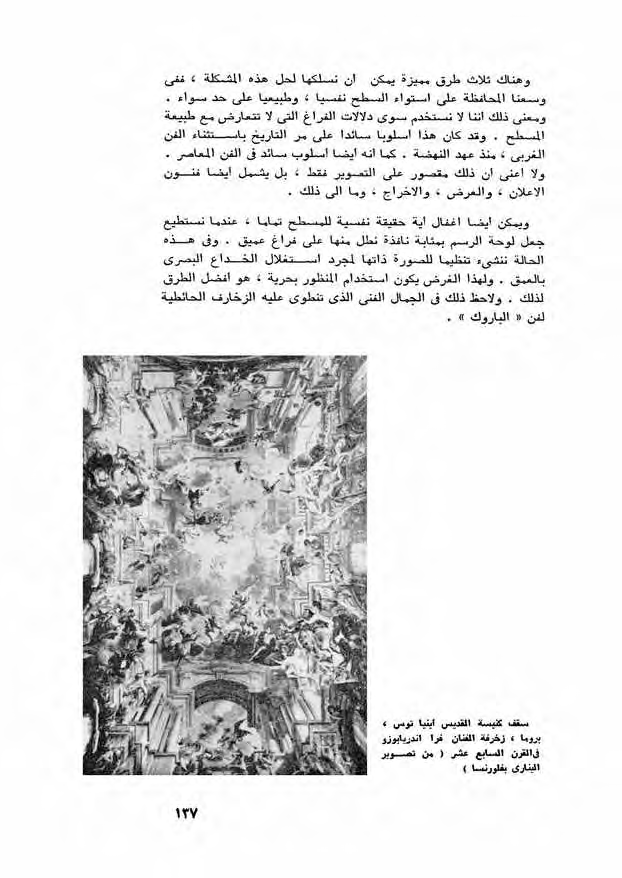 وهناك ثلاث طرق مميزة يمكن ان نسلكها لحل هذه المشكلة ، ففى
وسعنا المحافظة على استواء السطح نفسيا ، وطبيعيا على حد سواء .
ومعنى ذلك اننا لا نستخدم سوى دلالات الفراغ التى لا تتعارض مع طبيعة
المسطح . وقد كان هذا اسلوبا سائدا على مر التاريخ باستثناء الفن
الغربى ، منذ عهد النهضة . كما انه ايضا اسلوب سائد فى الفن المعاصر .
ولا اعنى ان ذلك مقصور على التصوير فقط ، بل يشمل ايضا فنون
الاعلان ، والعرض ، والاخراج ، وما الى ذلك .
ويمكن ايضا اغفال اية حقيقة نفسية للسطح تماما ، عندما نستطيع
جعل لوحة الرسم بمثابة نافذة نطل منها على فراغ عميق . وفى هذه
الحالة ننشىء تنظيما للصورة ذاتها لمجرد استغلال الخداع البصرى
بالعمق . ولهذا الغرض يكون استخدام المنظور بحرية ، هو افضل الطرق
لذلك . ولاحظ ذلك فى الجمال الفنى الذى تنطوى عليه الزخارف الحائطية
لفن « الباروك » .
سقف كنيسة القديس اينيا توس ،
بروما ، زخرفة الفنان فرا اندريابوزو
فى القرن السابع عشر ( من تصوير
الينارى بفلورنسا )
١٣٧